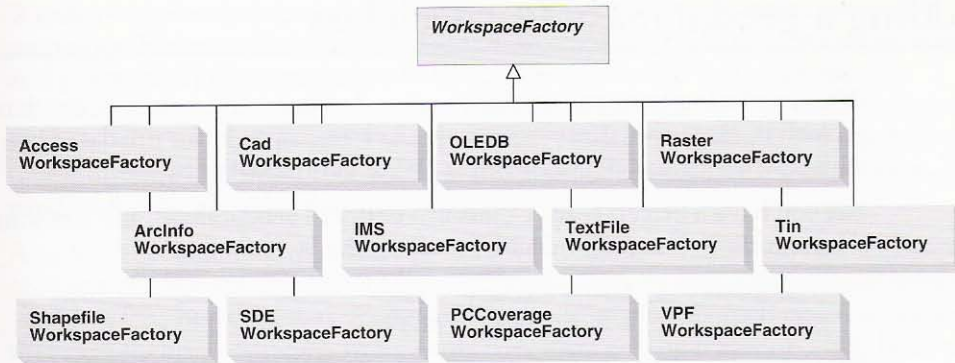 WorkspaceFactory
Access
WorkspaceFactory
Cad
WorkspaceFactory
OLEDB
WorkspaceFactory
Raster
WorkspaceFactory
ArcInfo
WorkspaceFactory
IMS
WorkspaceFactory
TextFile
WorkspaceFactory
Tin
WorkspaceFactory
Shapefile
WorkspaceFactory
SDE
WorkspaceFactory
PCCoverage
WorkspaceFactory
VPF
WorkspaceFactory